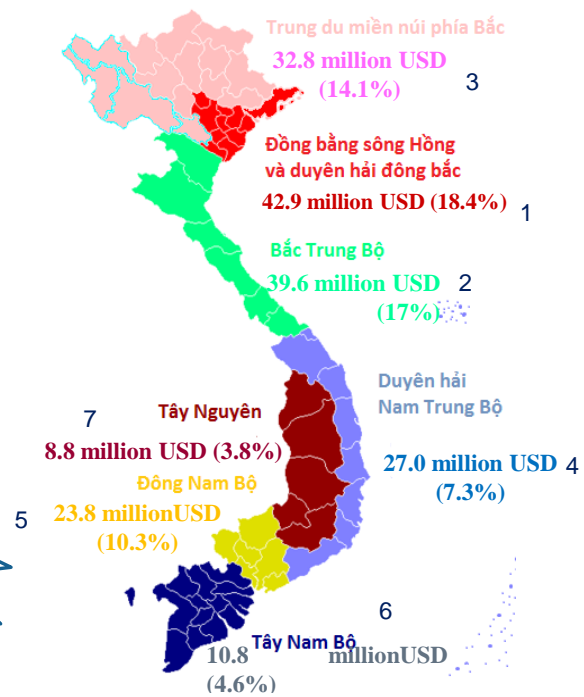 Trung du miền núi phía Bắc
32.8 million USD
(14.1%)
3
Đồng bằng sông Hồng
và duyên hải đông bắc
42.9 million USD (18.4%)
1
Bắc Trung Bộ
39.6 million USD
(17%)
2
Duyên hải
Nam Trung Bộ
27.0 million USD
(7.3%)
4
7
Tây Nguyên
8.8 million USD (3.8%)
Đông Nam Bộ
5
23.8 millionUSD
(10.3%)
6
Tây Nam Bộ
10.8 millionUSD
(4.6%)